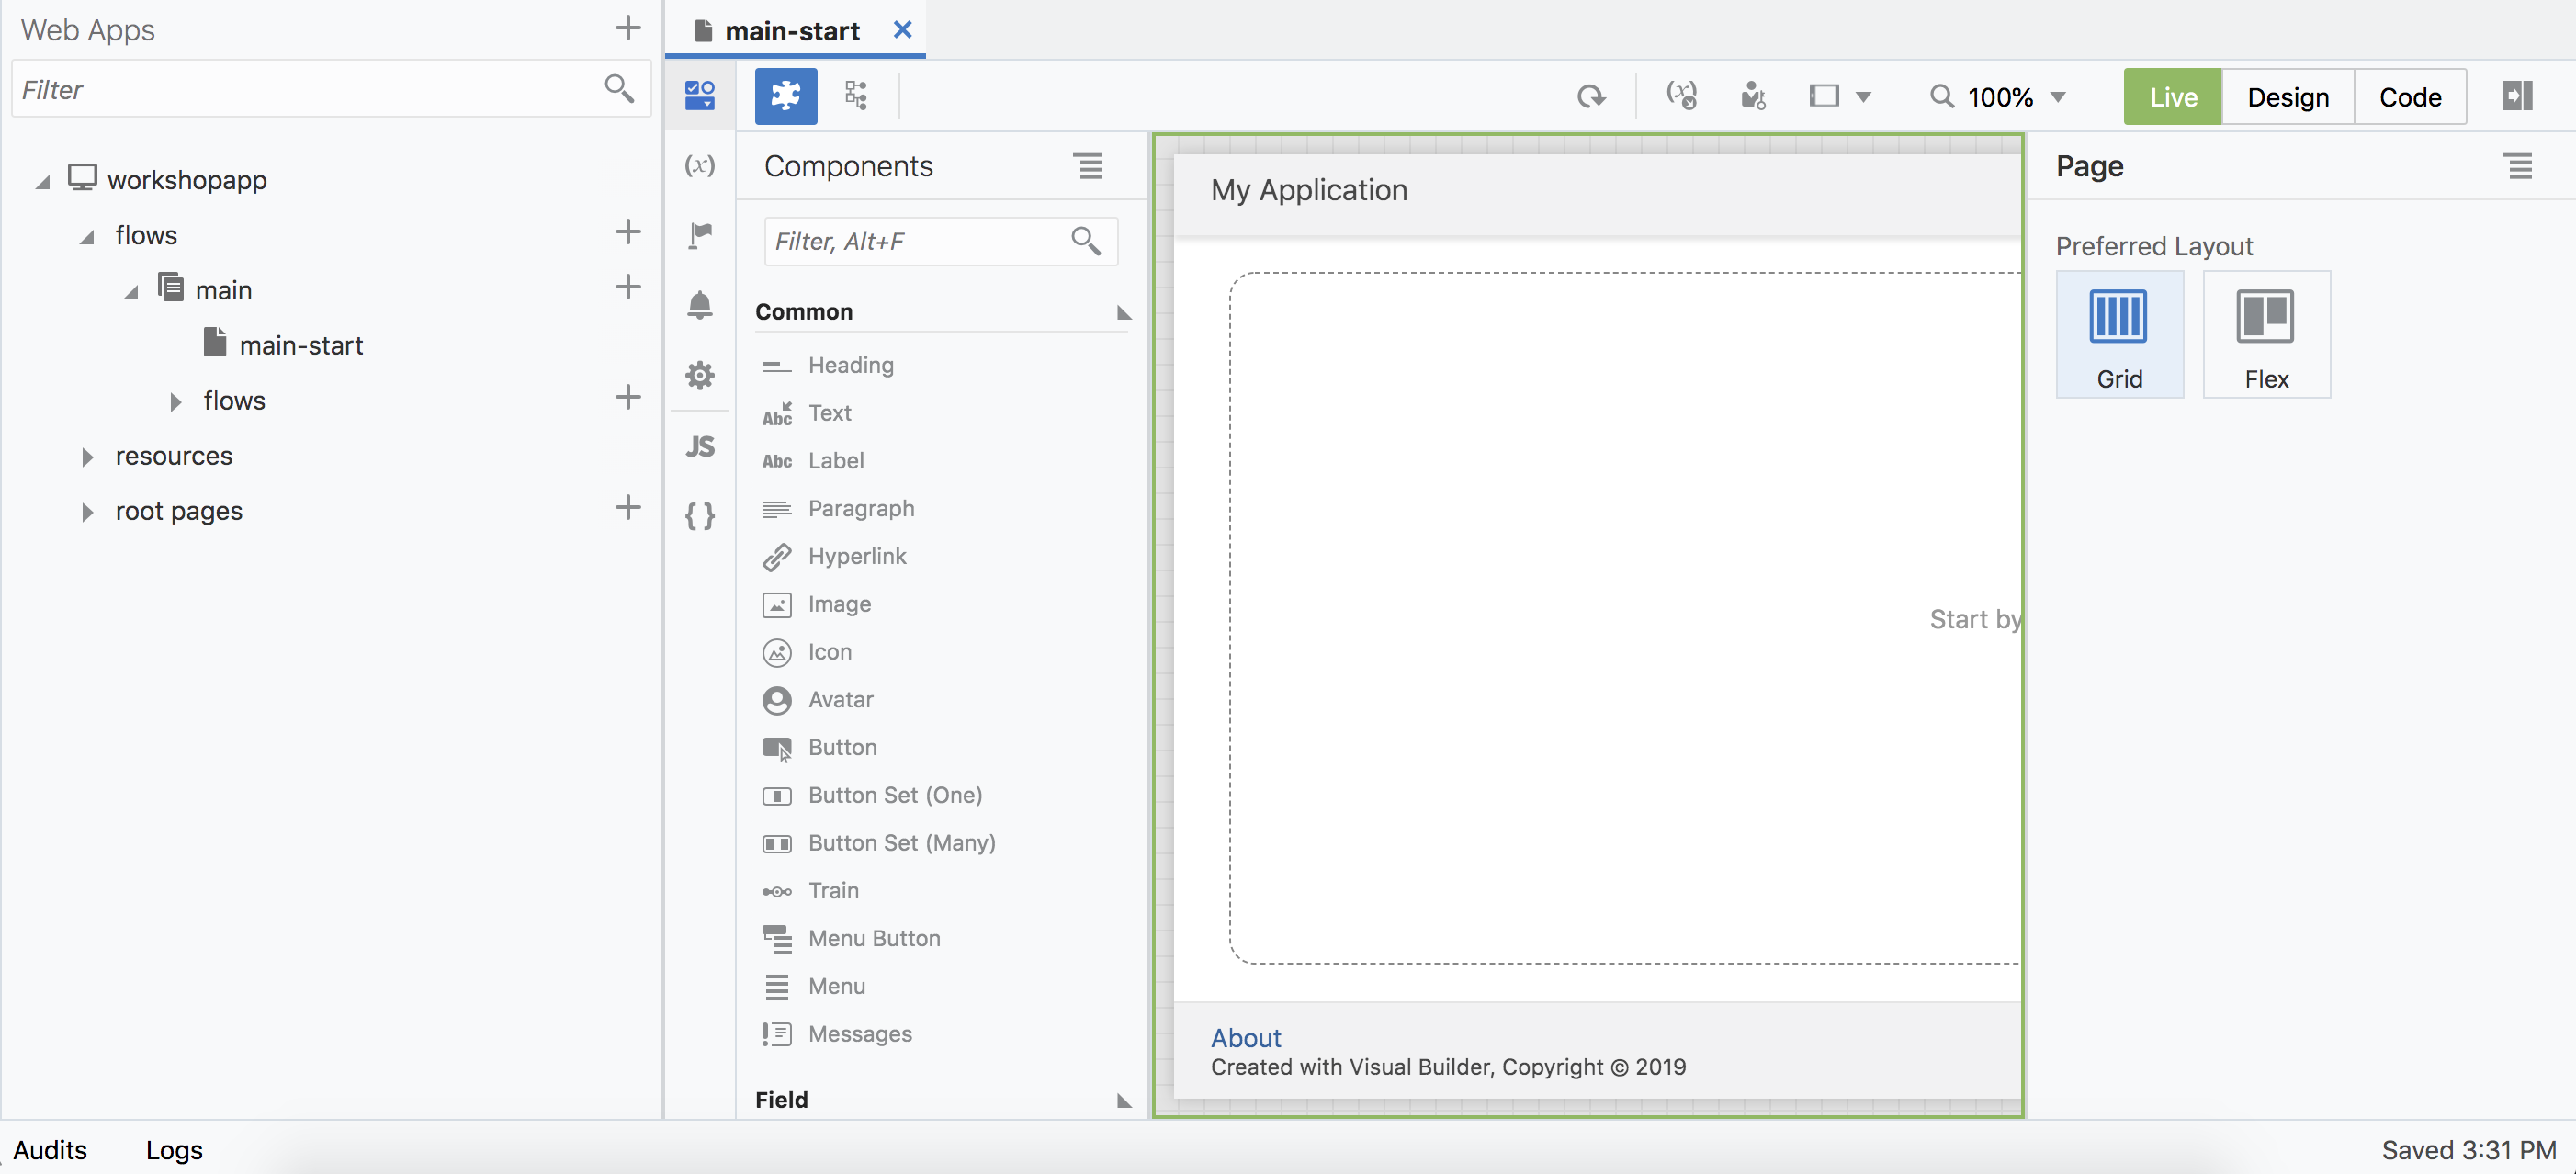 Web Apps
Filter
workshopapp
flows
main
main-start
flows
resources
root pages
main-start
100%
Live
Design
Code
(x)
JS
{ }
Components
Filter, Alt+F
Common
Heading
Abc Text
Abc Label
Paragraph
Hyperlink
Image
Icon
Avatar
Button
Button Set (One)
Button Set (Many)
Train
Menu Button
Menu
Messages
Field
My Application
Start by
About
Created with Visual Builder, Copyright © 2019
Page
Preferred Layout
Grid
Flex
Audits
Logs
Saved 3:31 PM